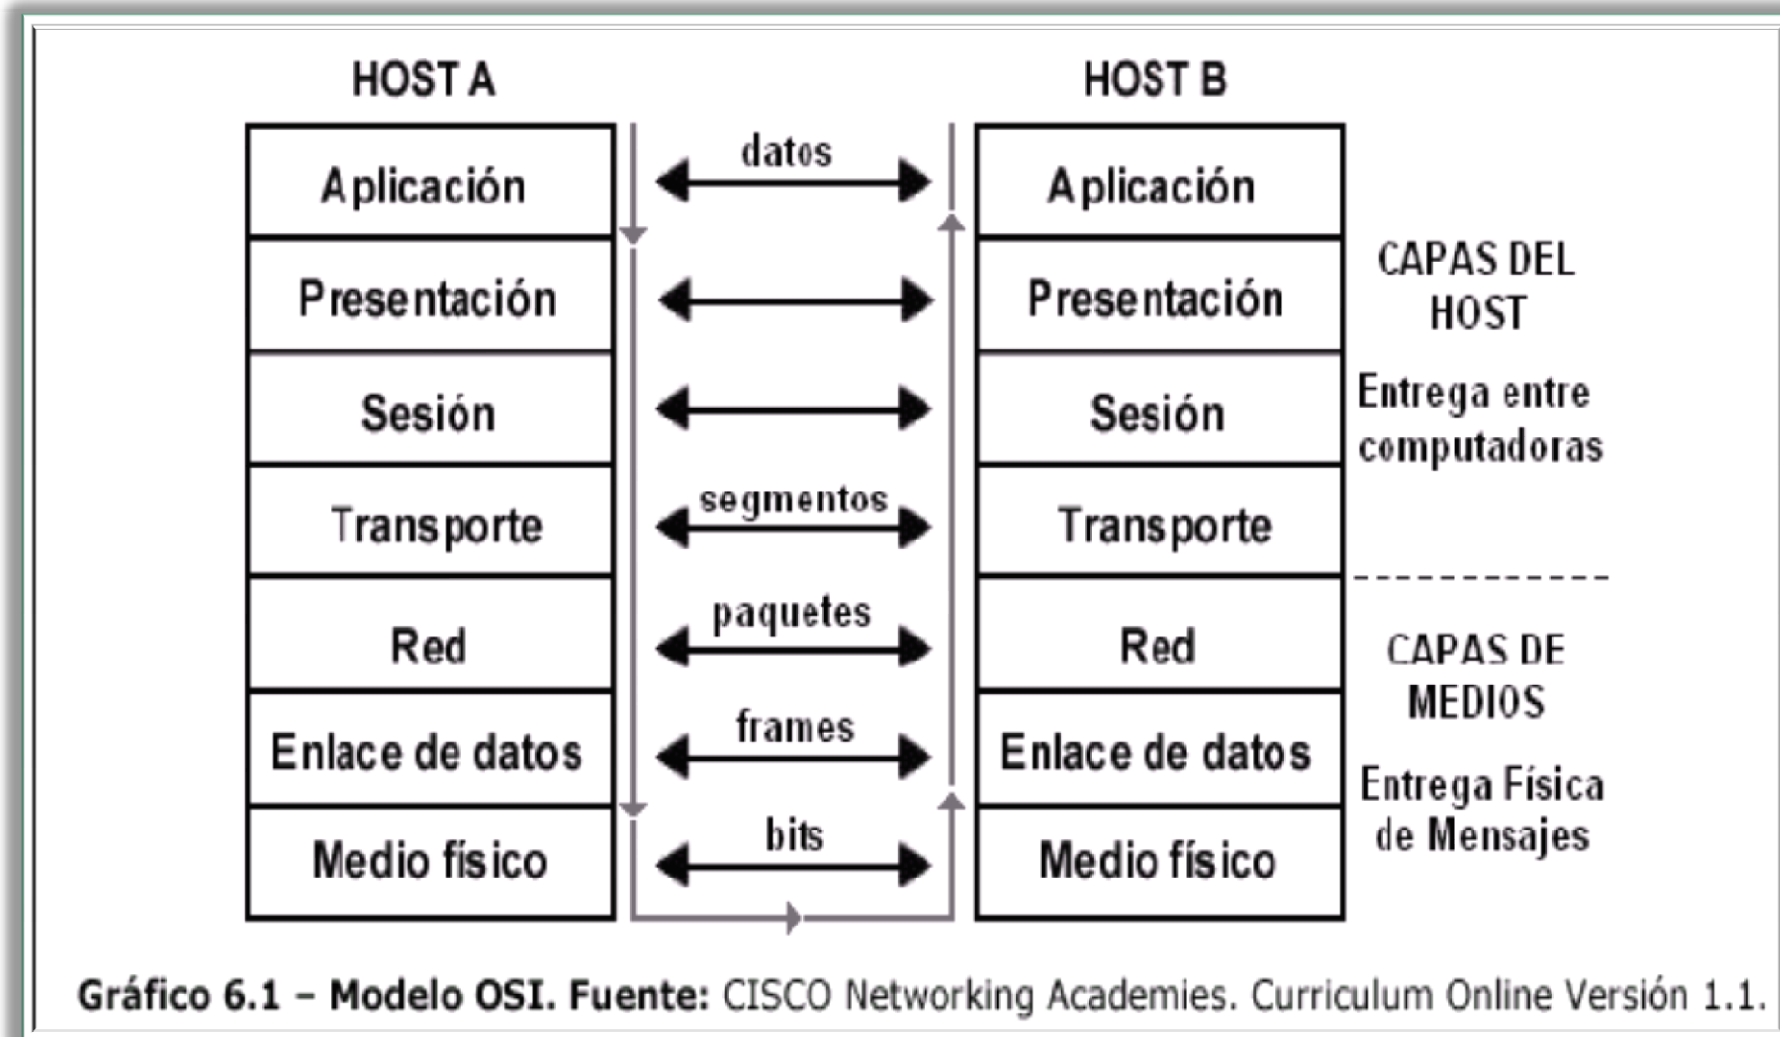 HOST A
HOST B
Aplicación
datos
Aplicación
Presentación
Presentación
CAPAS DEL
HOST
Sesión
Sesión
Entrega entre
computadoras
Transporte
segmentos
Transporte
Red
paquetes
Red
CAPAS DE
MEDIOS
Enlace de datos
frames
Enlace de datos
Entrega Física
de Mensajes
Medio físico
bits
Medio físico
Gráfico 6.1 – Modelo OSI. Fuente: CISCO Networking Academies. Curriculum Online Versión 1.1.